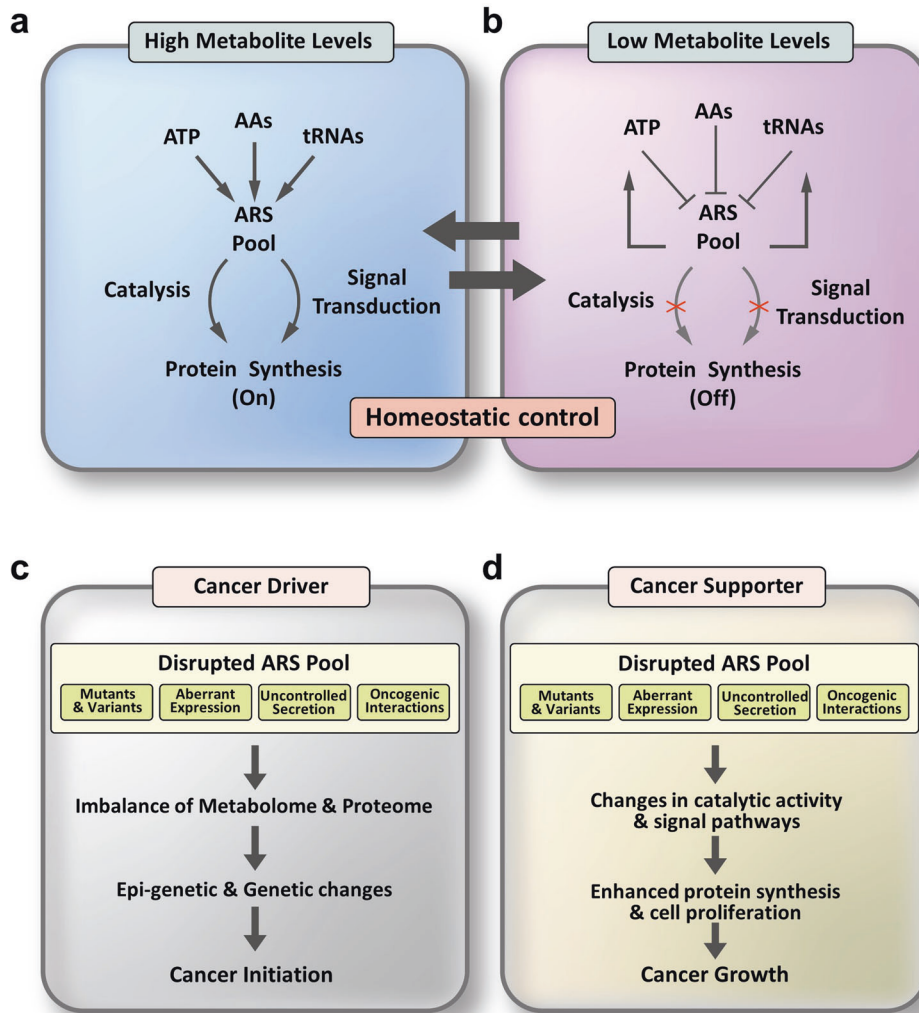 a
High Metabolite Levels
ATP
AAs
tRNAs
ARS
Pool
Catalysis
Signal
Transduction
Protein Synthesis
(On)
b
Low Metabolite Levels
ATP
AAs
tRNAs
ARS
Pool
Catalysis
Signal
Transduction
Protein Synthesis
(Off)
Homeostatic control
c
Cancer Driver
Disrupted ARS Pool
Mutants
& Variants
Aberrant
Expression
Uncontrolled
Secretion
Oncogenic
Interactions
Imbalance of Metabolome & Proteome
Epi-genetic & Genetic changes
Cancer Initiation
d
Cancer Supporter
Disrupted ARS Pool
Mutants
& Variants
Aberrant
Expression
Uncontrolled
Secretion
Oncogenic
Interactions
Changes in catalytic activity
& signal pathways
Enhanced protein synthesis
& cell proliferation
Cancer Growth